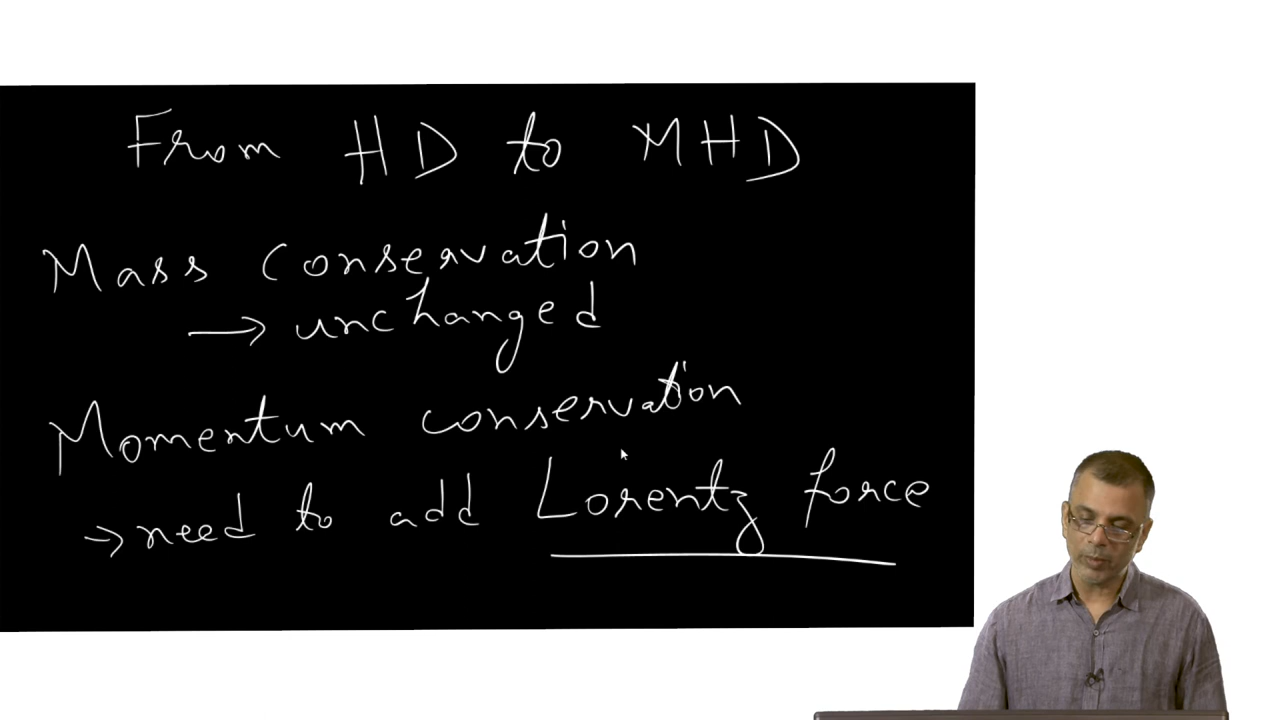 From HD to MHD
Mass conservation
→ unchanged
Momentum conservation
→ need to add Lorentz force